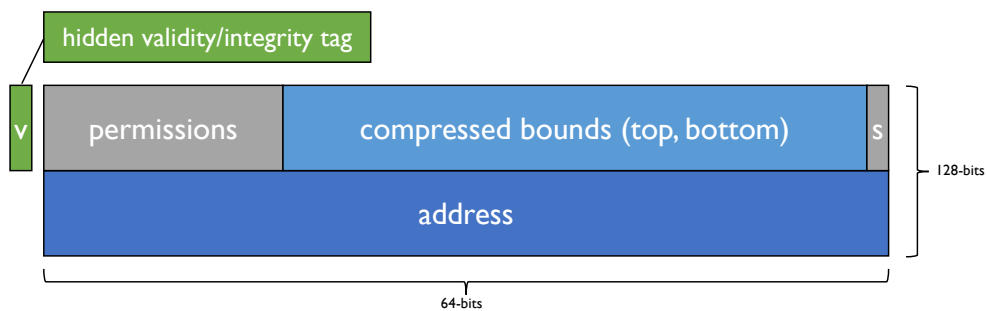 hidden validity/integrity tag
v
permissions
compressed bounds (top, bottom)
s
128-bits
address
64-bits